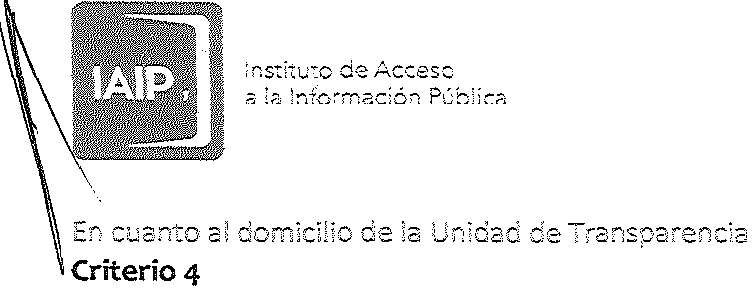 IAIP
Instituto de Acceso
a la Información Pública
En cuanto al domicilio de la Unidad de Transparencia
Criterio 4